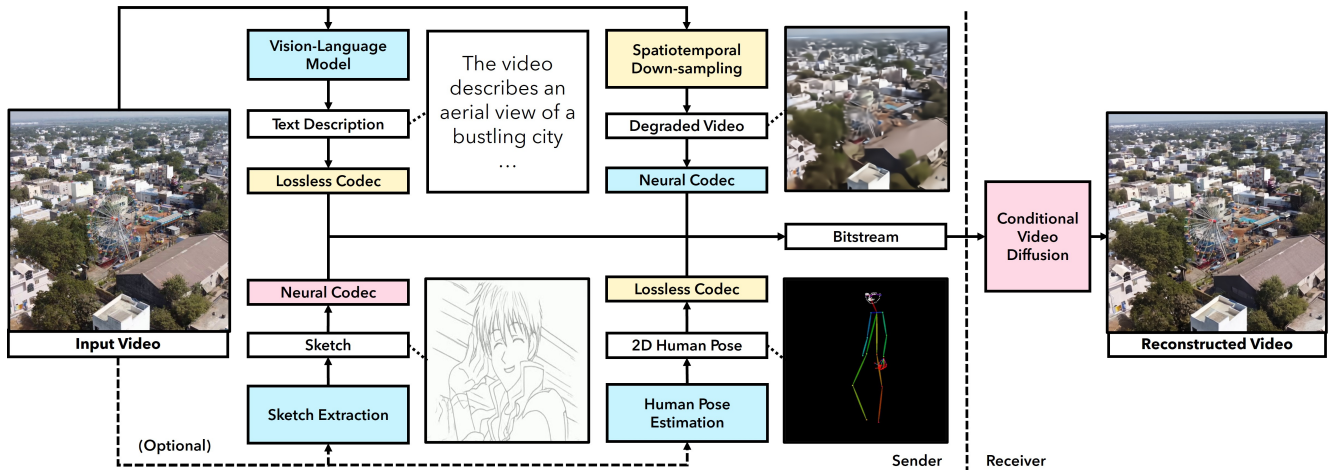 Vision-Language
Model
Text Description
Lossless Codec
The video
describes an
aerial view of a
bustling city
...
Spatiotemporal
Down-sampling
Degraded Video
Neural Codec
Input Video
Bitstream
Conditional
Video
Diffusion
Reconstructed Video
Neural Codec
Sketch
Sketch Extraction
Lossless Codec
2D Human Pose
Human Pose
Estimation
(Optional)
Sender
Receiver